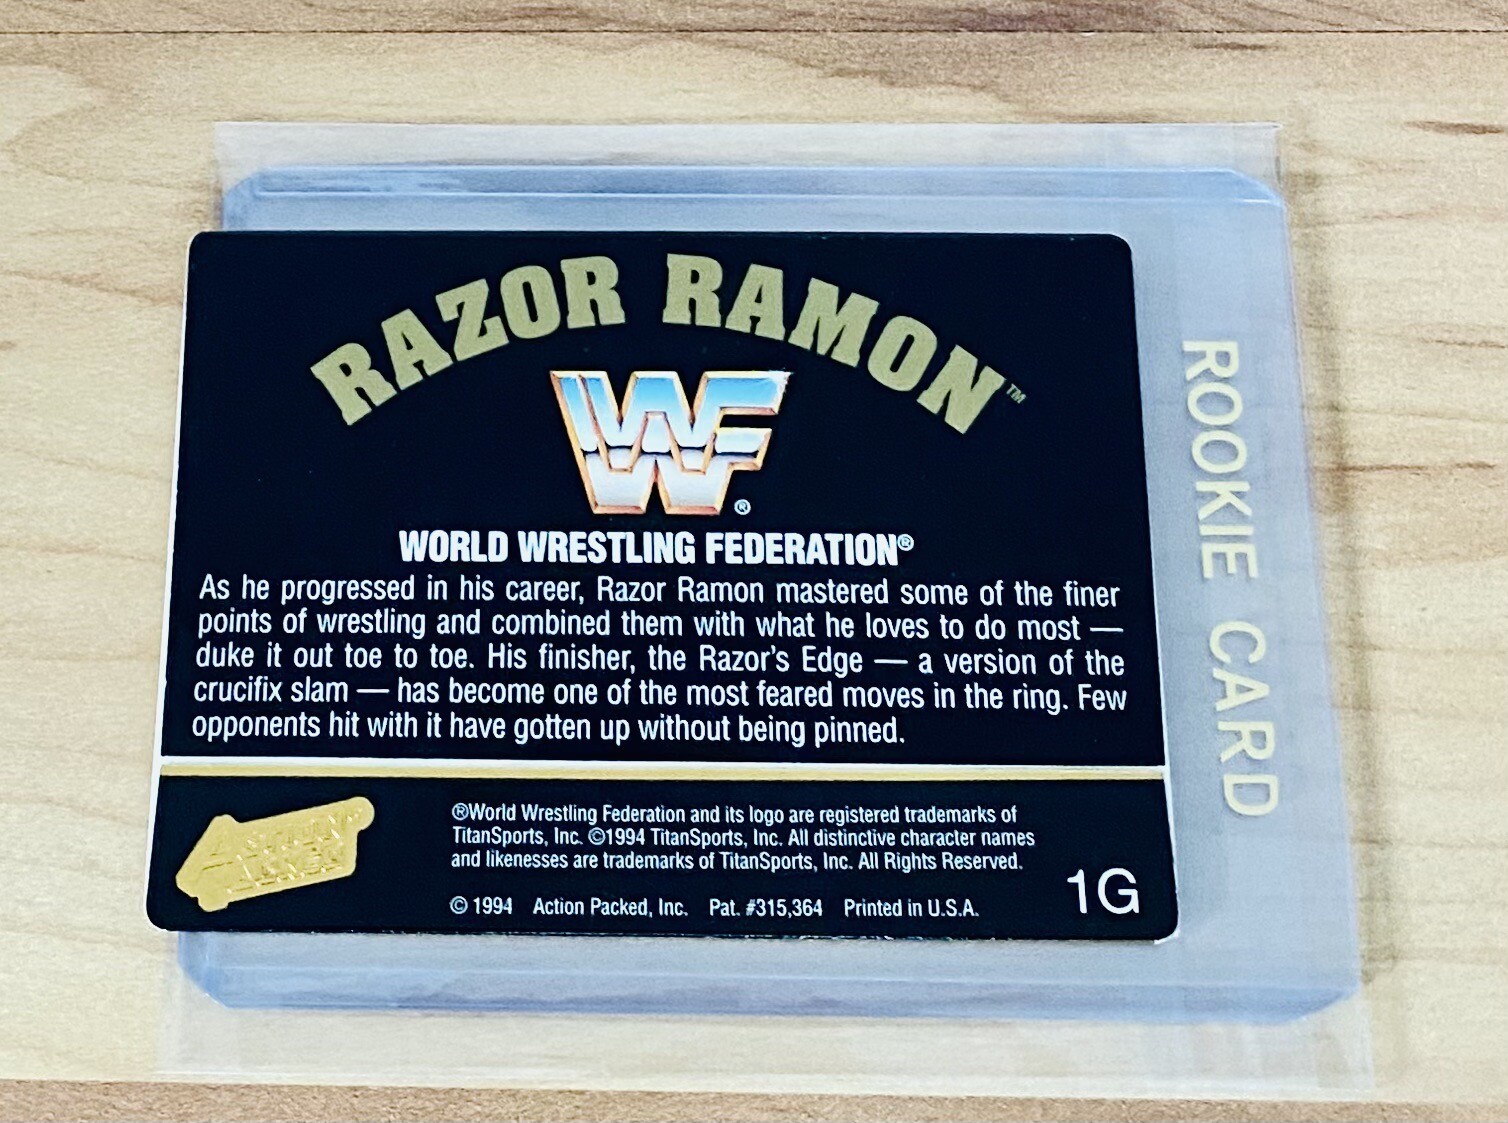 RAZOR RAMON™
WF
®
WORLD WRESTLING FEDERATION®
As he progressed in his career, Razor Ramon mastered some of the finer
points of wrestling and combined them with what he loves to do most —
duke it out toe to toe. His finisher, the Razor's Edge — a version of the
crucifix slam — has become one of the most feared moves in the ring. Few
opponents hit with it have gotten up without being pinned.
®World Wrestling Federation and its logo are registered trademarks of
TitanSports, Inc. ©1994 TitanSports, Inc. All distinctive character names
and likenesses are trademarks of TitanSports, Inc. All Rights Reserved.
© 1994 Action Packed, Inc. Pat. #315,364 Printed in U.S.A.
1G
ROOKIE CARD